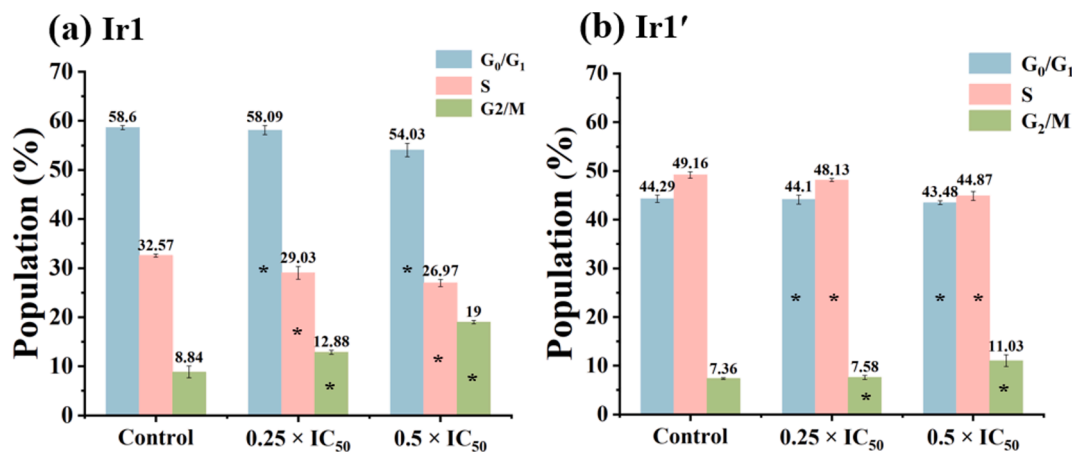 (a) Ir1
G₀/G₁
S
G2/M
Population (%)
70
60
50
40
30
20
10
0
58.6
32.57
8.84
58.09
29.03
12.88
54.03
26.97
19
*
*
*
*
*
*
Control
0.25 × IC₅₀
0.5 × IC₅₀
(b) Ir1′
G₀/G₁
S
G₂/M
Population (%)
70
60
50
40
30
20
10
0
44.29
49.16
7.36
44.1
48.13
7.58
43.48
44.87
11.03
*
*
*
*
*
*
Control
0.25 × IC₅₀
0.5 × IC₅₀